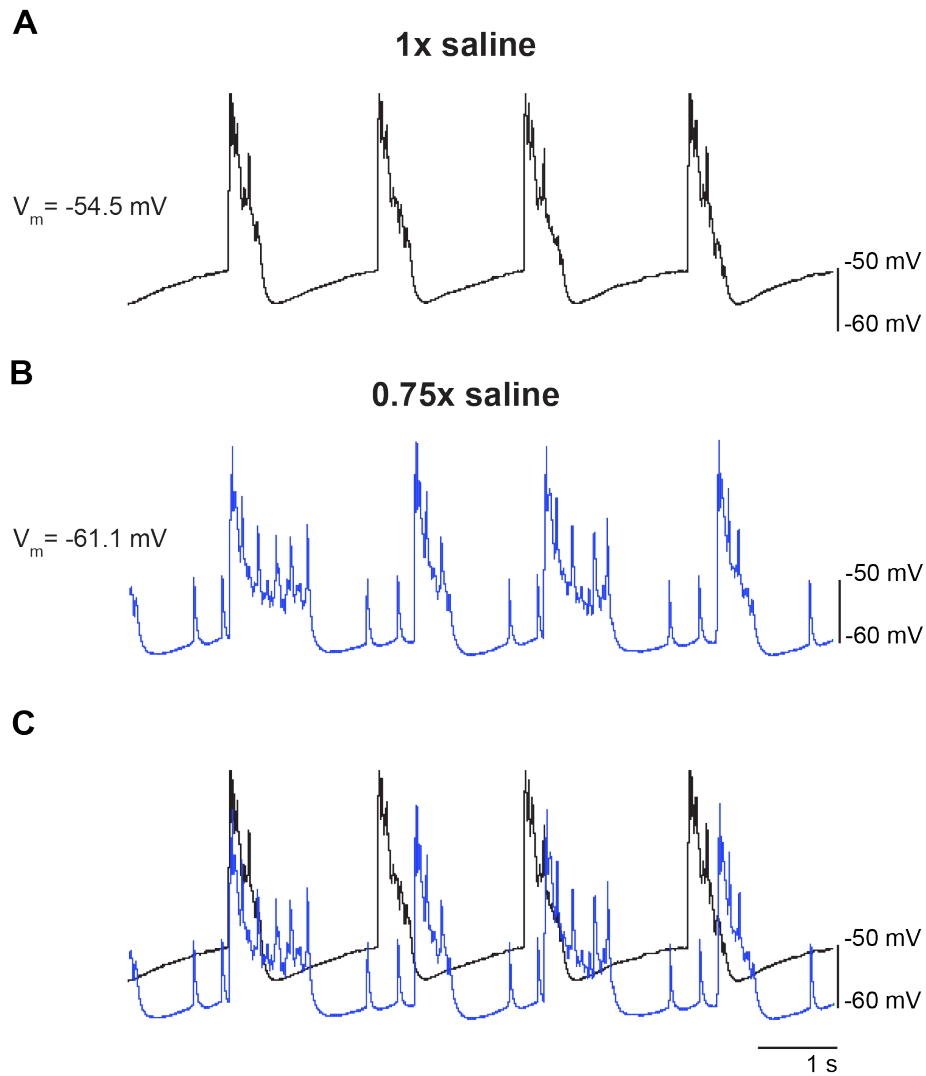 A
1x saline
Vm= -54.5 mV
-50 mV
-60 mV
B
0.75x saline
Vm= -61.1 mV
-50 mV
-60 mV
C
-50 mV
-60 mV
1 s